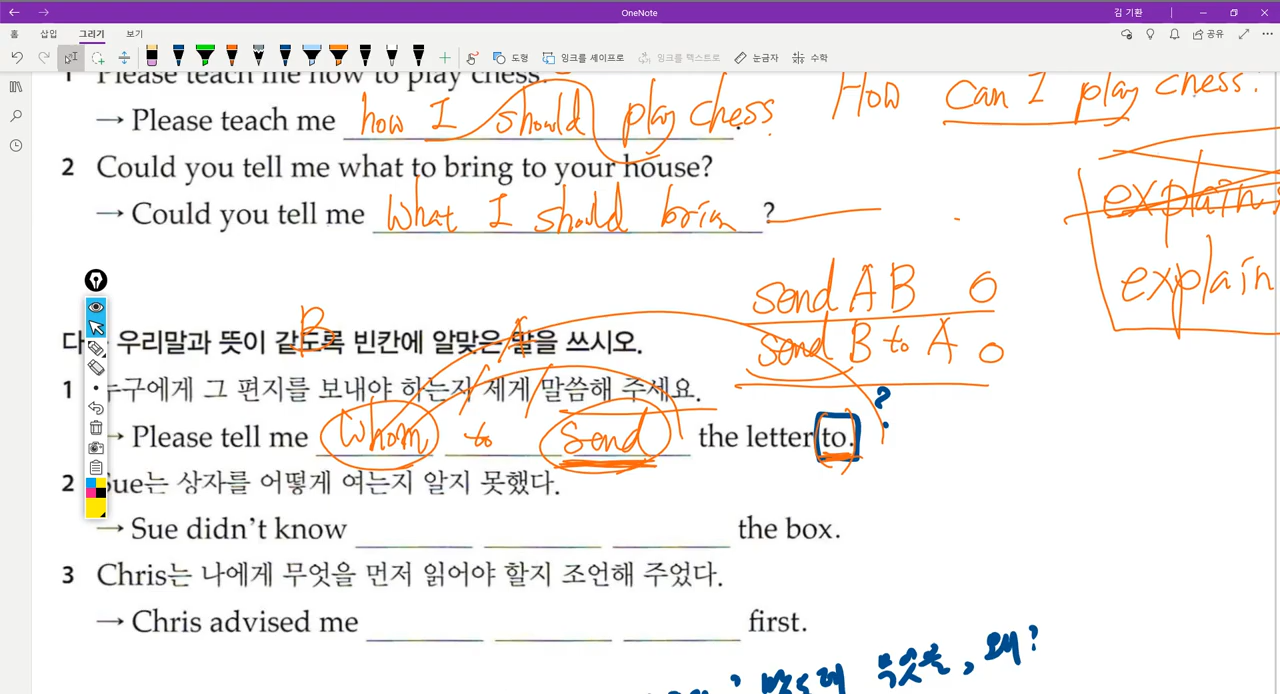 OneNote
김 기환
홈 삽입 그리기 보기
공유
도형 잉크를 셰이프로 잉크를 텍스트로 눈금자 수학
1 Please teach me how to play chess.
→ Please teach me how I should play chess.
How can I play chess?
2 Could you tell me what to bring to your house?
→ Could you tell me what I should bring ?
explain
explain
send A B O
send B to A O
B A
다 우리말과 뜻이 같도록 빈칸에 알맞은 말을 쓰시오.
1 누구에게 그 편지를 보내야 하는지 제게 말씀해 주세요.
→ Please tell me whom to send the letter to.
?
2 Sue는 상자를 어떻게 여는지 알지 못했다.
→ Sue didn't know the box.
3 Chris는 나에게 무엇을 먼저 읽어야 할지 조언해 주었다.
→ Chris advised me first.
무엇을, 왜?